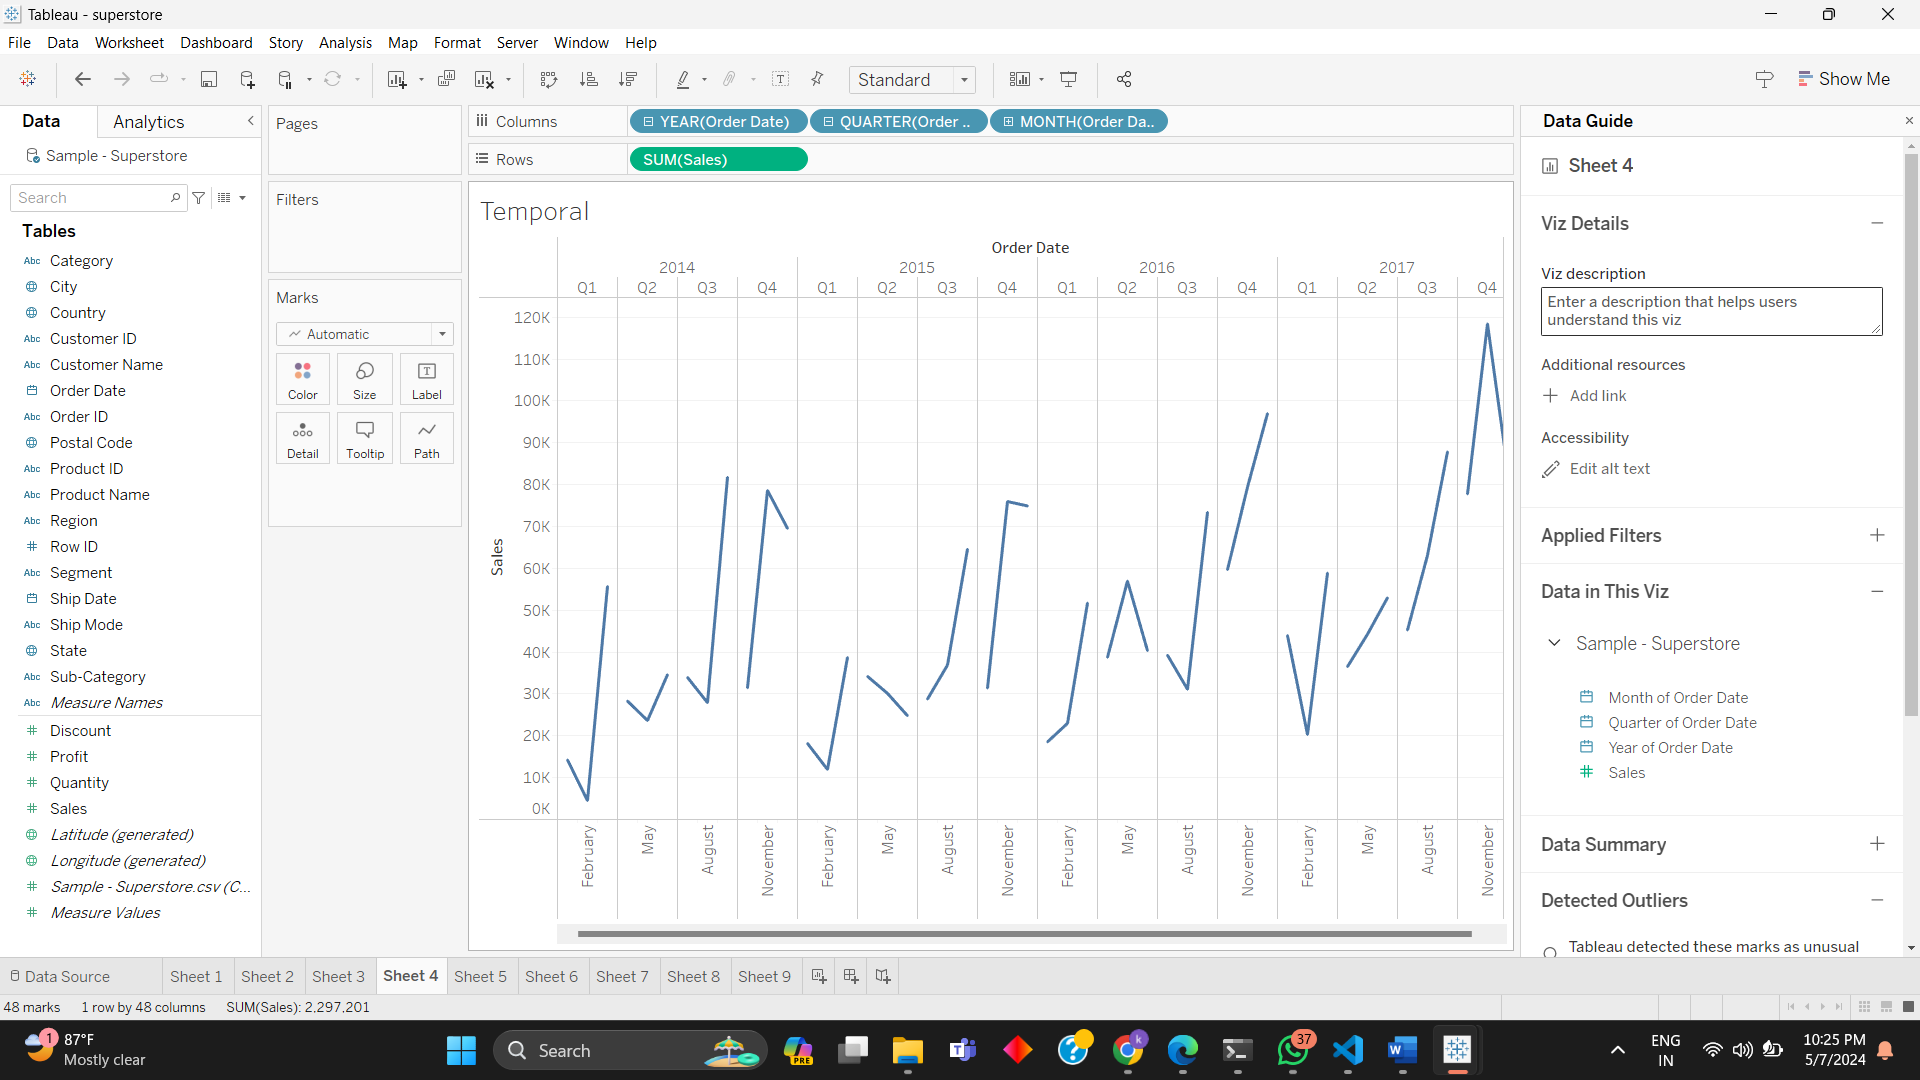 Tableau - superstore
File Data Worksheet Dashboard Story Analysis Map Format Server Window Help
Standard
Show Me
Data
Analytics
Sample - Superstore
Search
Tables
Abc Category
City
Country
Abc Customer ID
Abc Customer Name
Order Date
Abc Order ID
Postal Code
Abc Product ID
Abc Product Name
Abc Region
# Row ID
Abc Segment
Ship Date
Abc Ship Mode
State
Abc Sub-Category
Abc Measure Names
# Discount
# Profit
# Quantity
# Sales
Latitude (generated)
Longitude (generated)
# Sample - Superstore.csv (C...
# Measure Values
Pages
Filters
Marks
Automatic
Color Size Label
Detail Tooltip Path
Columns YEAR(Order Date) QUARTER(Order .. MONTH(Order Da..
Rows SUM(Sales)
Temporal
Order Date
2014 2015 2016 2017
Q1 Q2 Q3 Q4 Q1 Q2 Q3 Q4 Q1 Q2 Q3 Q4 Q1 Q2 Q3 Q4
120K
110K
100K
90K
80K
70K
60K
50K
40K
30K
20K
10K
0K
Sales
February May August November February May August November February May August November February May August November
Data Guide
Sheet 4
Viz Details
Viz description
Enter a description that helps users
understand this viz
Additional resources
Add link
Accessibility
Edit alt text
Applied Filters
Data in This Viz
Sample - Superstore
Month of Order Date
Quarter of Order Date
Year of Order Date
# Sales
Data Summary
Detected Outliers
Tableau detected these marks as unusual
Data Source Sheet 1 Sheet 2 Sheet 3 Sheet 4 Sheet 5 Sheet 6 Sheet 7 Sheet 8 Sheet 9
48 marks 1 row by 48 columns SUM(Sales): 2,297,201
1
87°F
Mostly clear
Search
PRE
37
ENG
IN
10:25 PM
5/7/2024